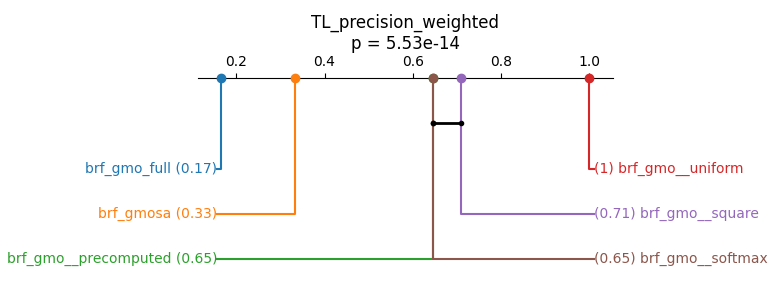 TL_precision_weighted
p = 5.53e-14
0.2 0.4 0.6 0.8 1.0
brf_gmo_full (0.17) (1) brf_gmo__uniform
brf_gmosa (0.33) (0.71) brf_gmo__square
brf_gmo__precomputed (0.65) (0.65) brf_gmo__softmax